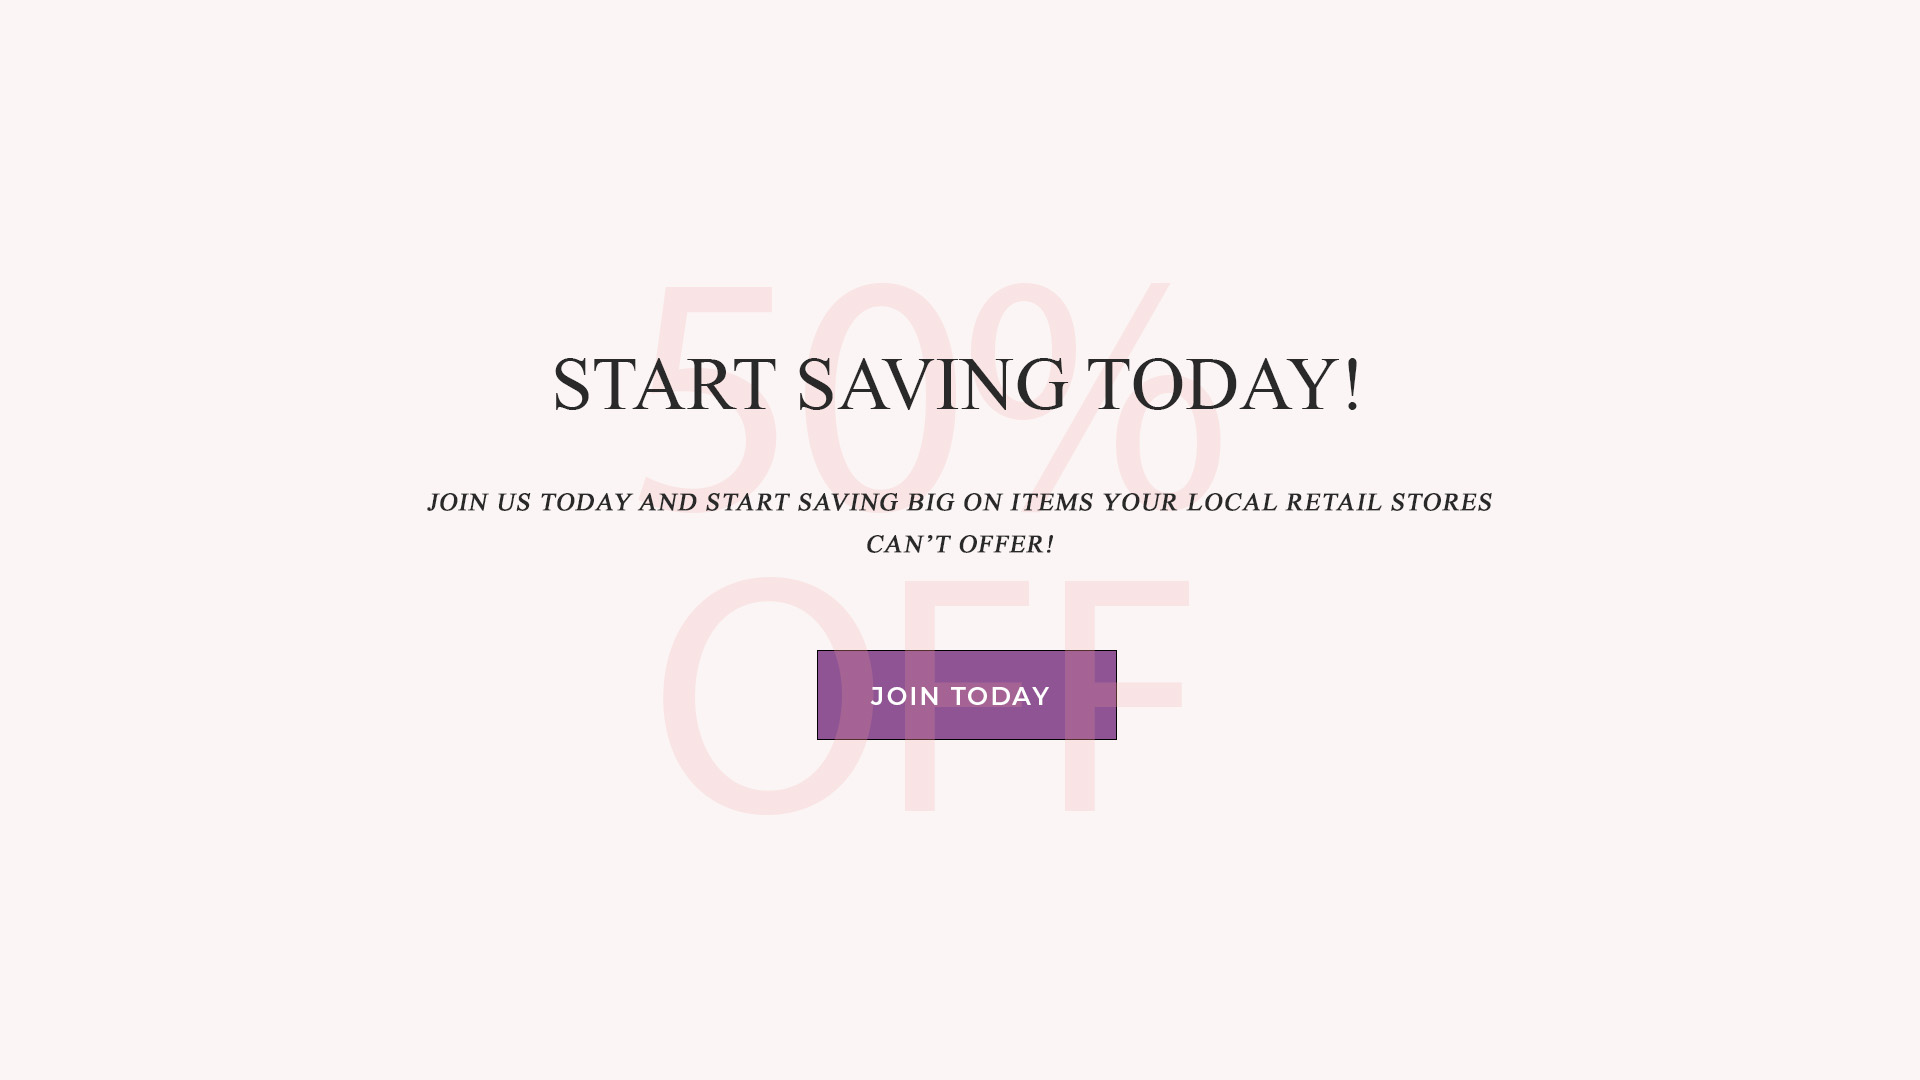 50%
START SAVING TODAY!
JOIN US TODAY AND START SAVING BIG ON ITEMS YOUR LOCAL RETAIL STORES
CAN’T OFFER!
OFF
JOIN TODAY